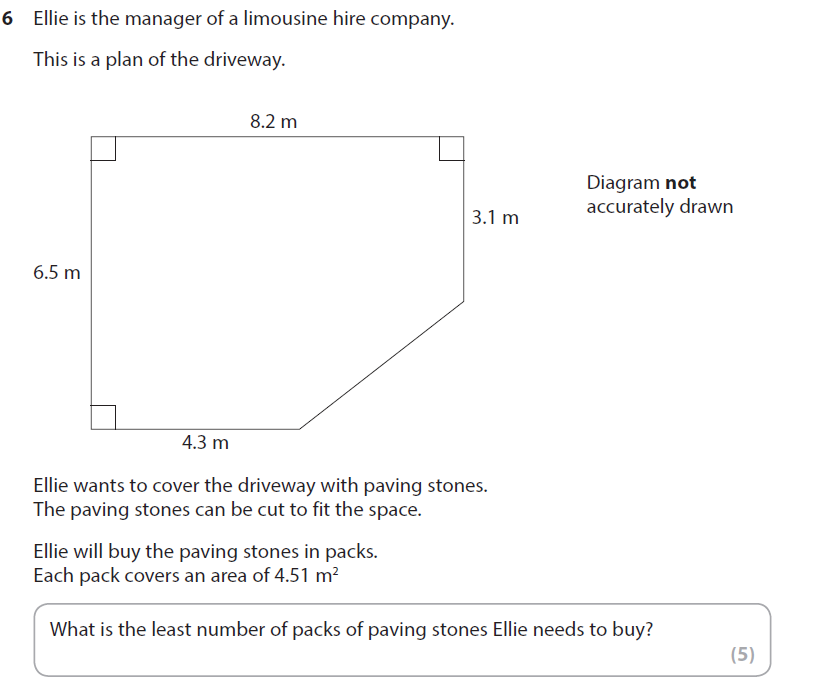 6 Ellie is the manager of a limousine hire company.
This is a plan of the driveway.
8.2 m
Diagram not
accurately drawn
3.1 m
6.5 m
4.3 m
Ellie wants to cover the driveway with paving stones.
The paving stones can be cut to fit the space.
Ellie will buy the paving stones in packs.
Each pack covers an area of 4.51 m²
What is the least number of packs of paving stones Ellie needs to buy?
(5)